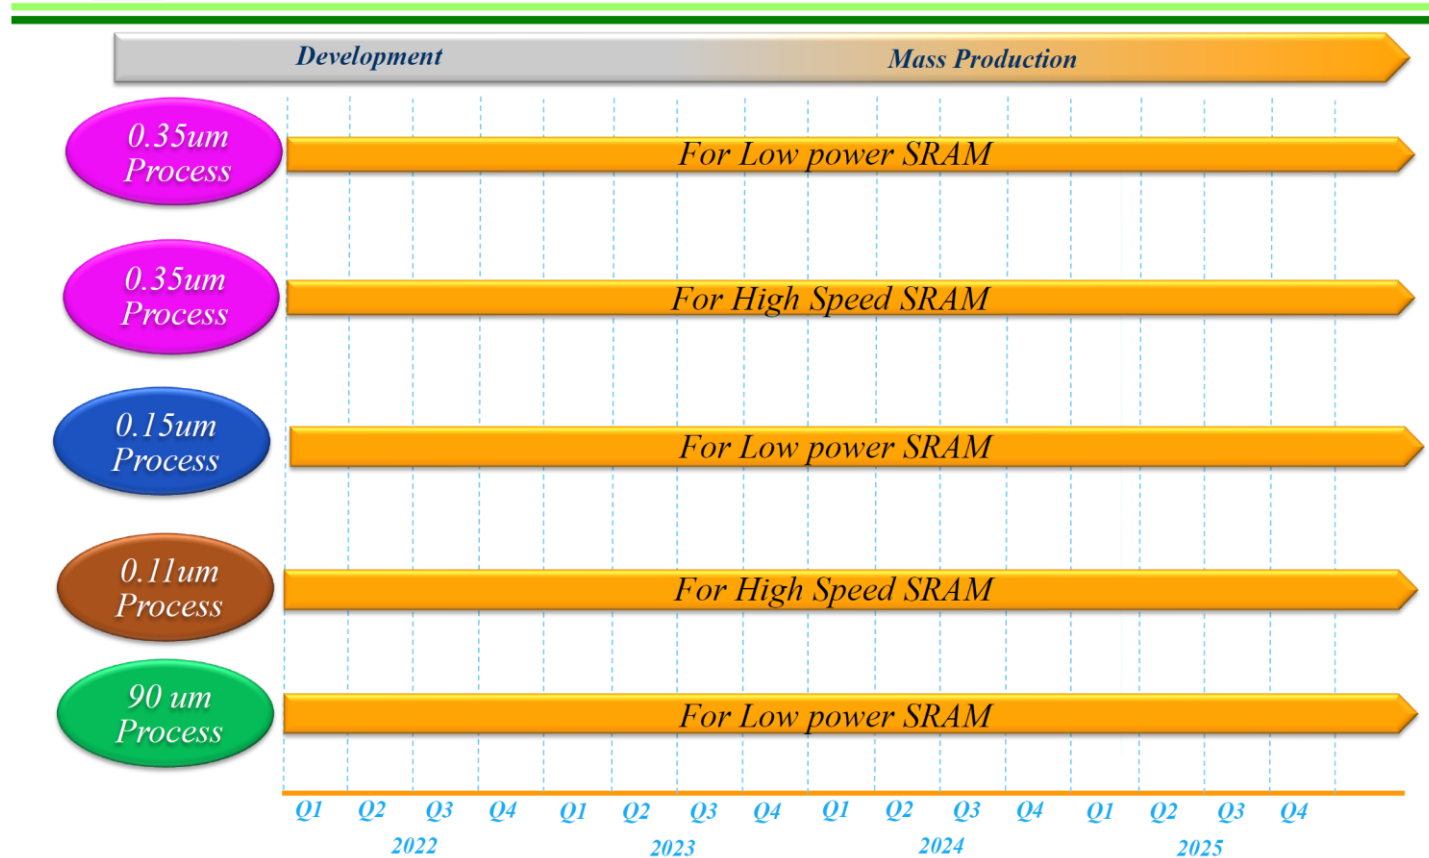 Development
Mass Production
0.35um
Process
For Low power SRAM
0.35um
Process
For High Speed SRAM
0.15um
Process
For Low power SRAM
0.11um
Process
For High Speed SRAM
90 um
Process
For Low power SRAM
Q1 Q2 Q3 Q4 Q1 Q2 Q3 Q4 Q1 Q2 Q3 Q4 Q1 Q2 Q3 Q4
2022 2023 2024 2025